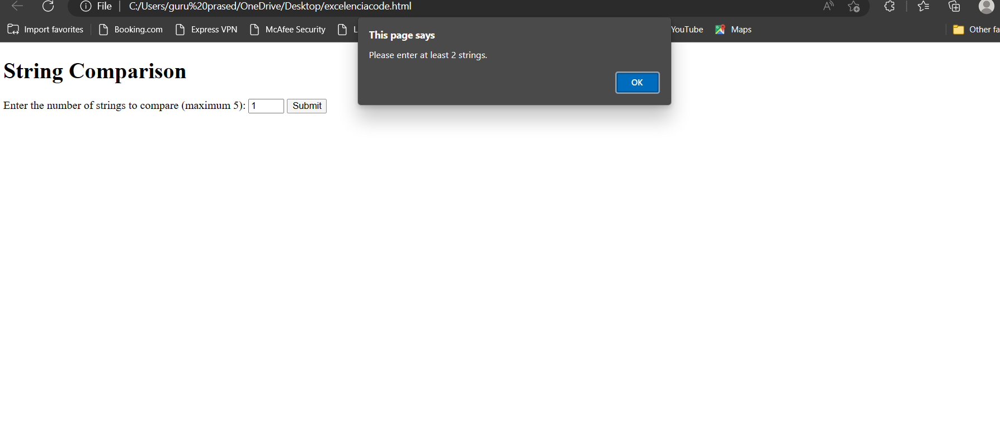 File | C:/Users/guru%20prased/OneDrive/Desktop/excelenciacode.html
Import favorites Booking.com Express VPN McAfee Security L YouTube Maps Other fa
This page says
Please enter at least 2 strings.
OK
String Comparison
Enter the number of strings to compare (maximum 5): 1 Submit